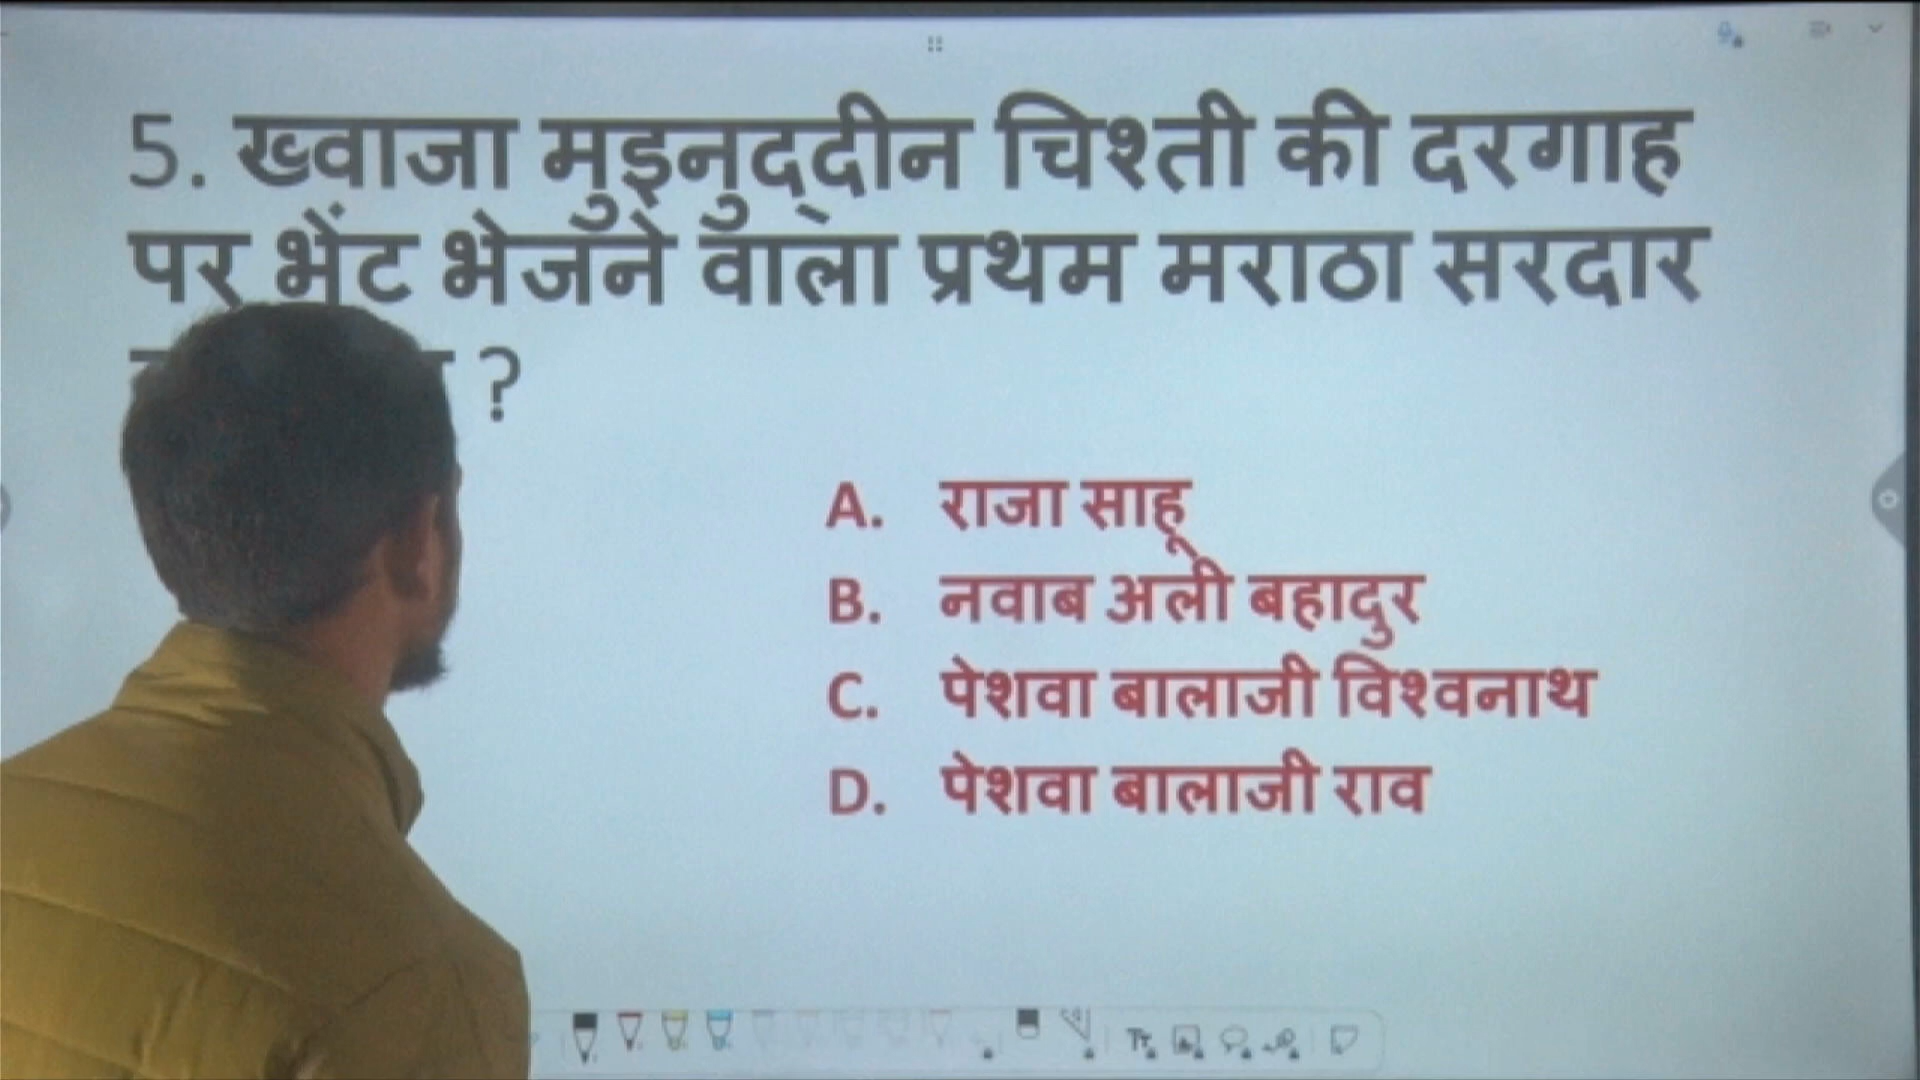 5. ख्वाजा मुइनुद्दीन चिश्ती की दरगाह
पर भेंट भेजने वाला प्रथम मराठा सरदार
?
A. राजा साहू
B. नवाब अली बहादुर
C. पेशवा बालाजी विश्वनाथ
D. पेशवा बालाजी राव